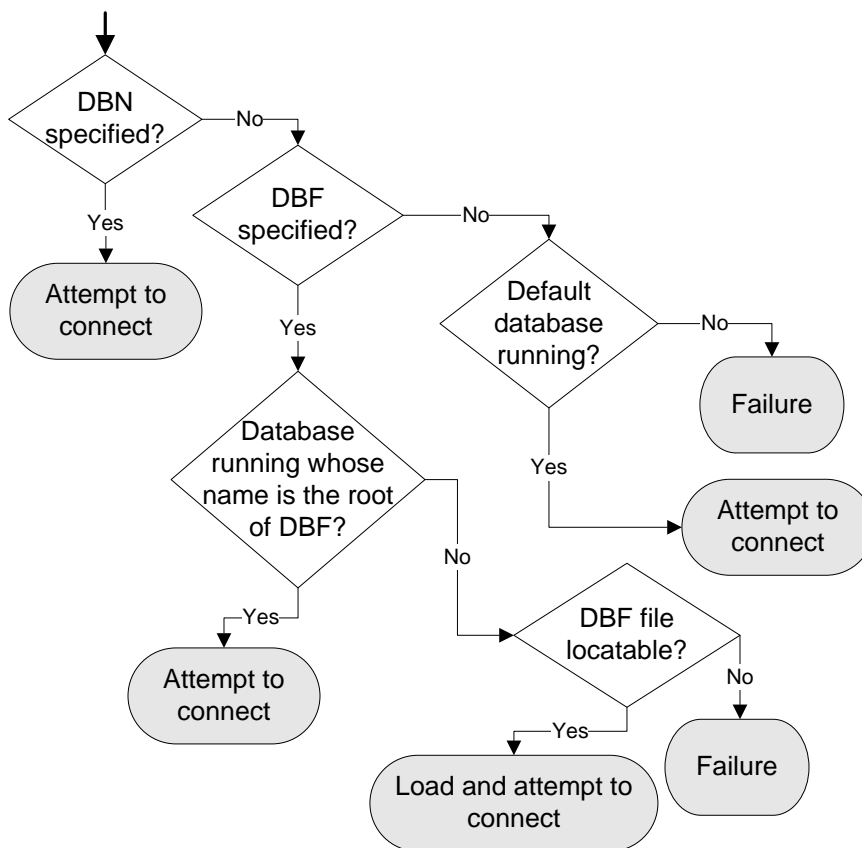 DBN
specified?
No
Yes
Attempt to
connect
DBF
specified?
No
Yes
Default
database
running?
No
Failure
Yes
Attempt to
connect
Database
running whose
name is the root
of DBF?
No
Yes
Attempt to
connect
DBF file
locatable?
No
Yes
Load and attempt to
connect
Failure